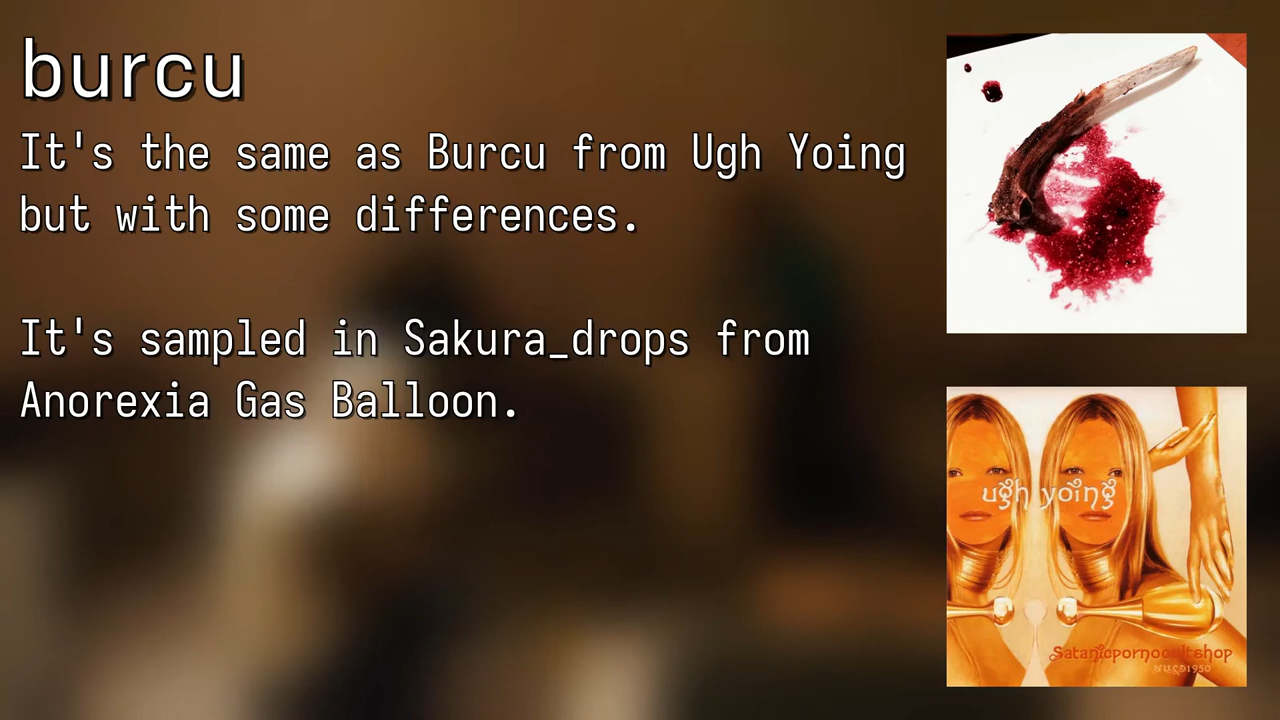 burcu
It's the same as Burcu from Ugh Yoing
but with some differences.
It's sampled in Sakura_drops from
Anorexia Gas Balloon.
ugh yoing
Satanicpornocultshop